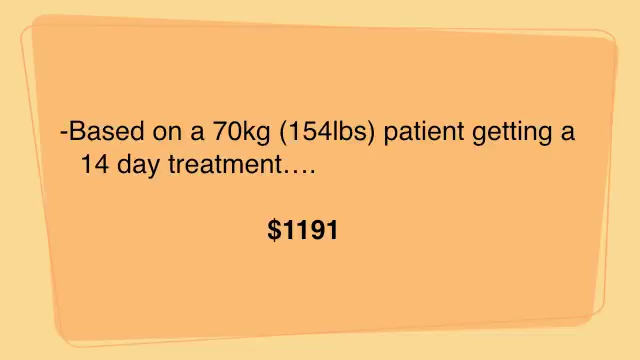 -Based on a 70kg (154lbs) patient getting a
14 day treatment….
$1191